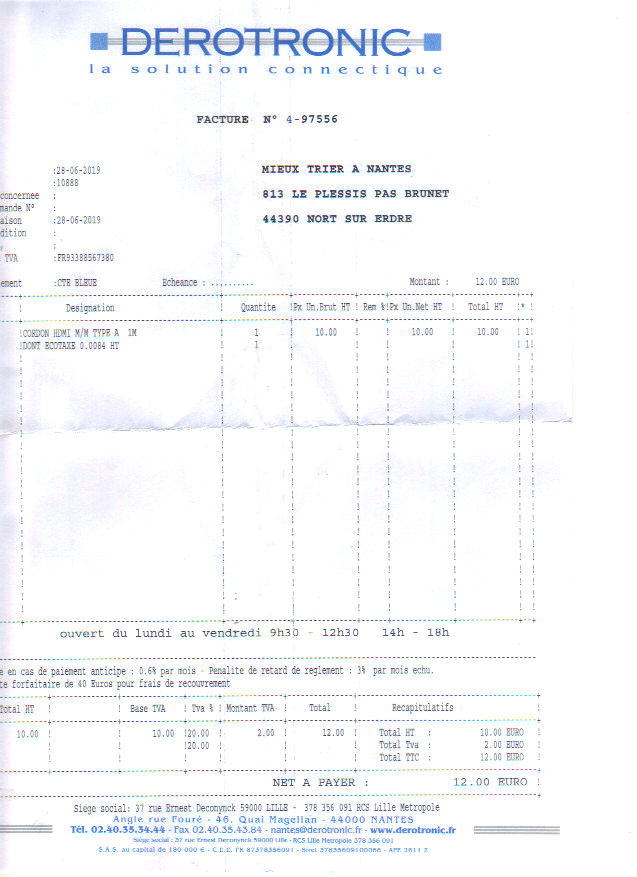 DEROTRONIC
la solution connectique
FACTURE N° 4-97556
:28-06-2019
:10888
concernee :
mande N° :
aison :28-06-2019
dition :
:
TVA :FR93388567380
MIEUX TRIER A NANTES
813 LE PLESSIS PAS BRUNET
44390 NORT SUR ERDRE
ement :CTE BLEUE Echeance : .......... Montant : 12.00 EURO
! Designation ! Quantite !Px Un.Brut HT ! Rem %!Px Un.Net HT ! Total HT !*!
!CORDON HDMI M/M TYPE A 1M ! 1 ! 10.00 ! ! 10.00 ! 10.00 ! 1!
!DONT ECOTAXE 0.0084 HT ! 1 ! ! ! ! ! 1!
ouvert du lundi au vendredi 9h30 - 12h30 14h - 18h
e en cas de paiement anticipe : 0.6% par mois - Penalite de retard de reglement : 3% par mois echu.
te forfaitaire de 40 Euros pour frais de recouvrement
Total HT ! ! Base TVA ! Tva % ! Montant TVA ! Total ! Recapitulatifs !
10.00 ! ! 10.00 !20.00 ! 2.00 ! 12.00 ! Total HT : 10.00 EURO !
! ! !20.00 ! ! ! Total Tva : 2.00 EURO !
! ! ! ! ! ! Total TTC : 12.00 EURO !
NET A PAYER : 12.00 EURO !
Siege social: 37 rue Ernest Deconynck 59000 LILLE - 378 356 091 RCS Lille Metropole
Angle rue Fouré - 46, Quai Magellan - 44000 NANTES
Tél. 02.40.35.34.44 - Fax 02.40.35.43.84 - nantes@derotronic.fr - www.derotronic.fr
Siège social : 37 rue Ernest Deconynck 59000 Lille - RCS Lille Metropole 378 356 091
S.A.S. au capital de 180 000 € - C.E.E. FR 87378356091 - Siret 37835609100066 - APE 2611 Z